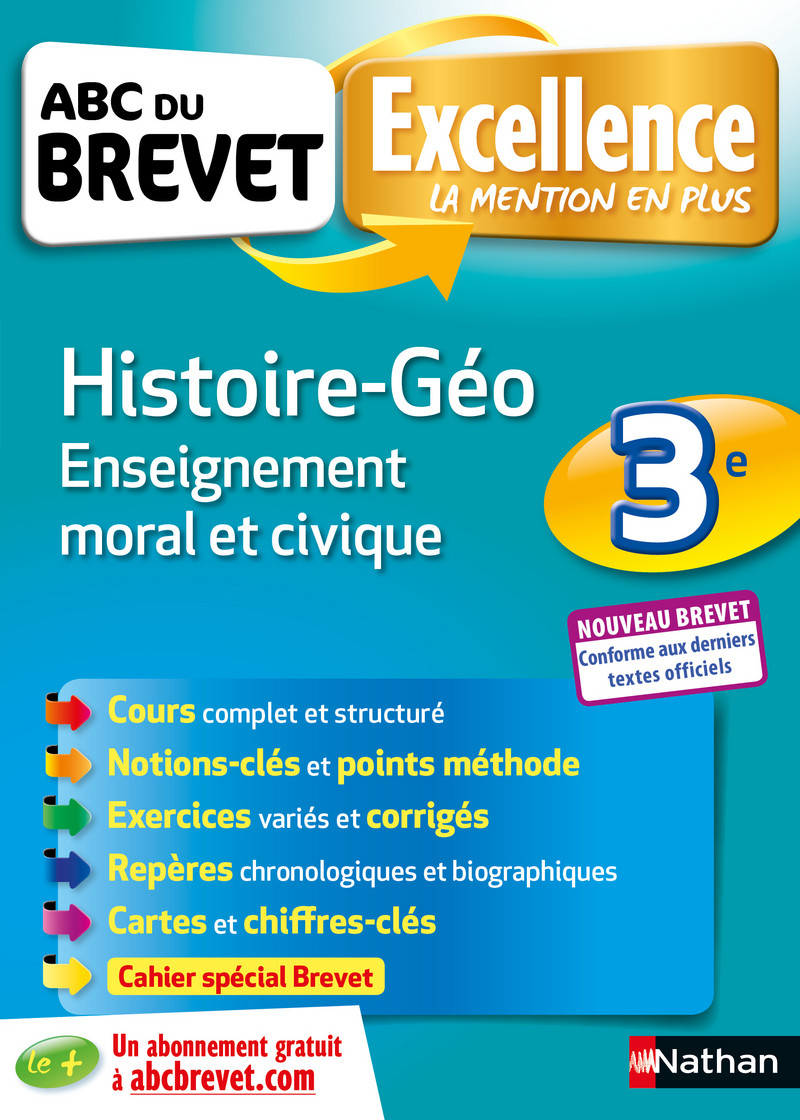 ABC DU
BREVET
Excellence
LA MENTION EN PLUS
Histoire-Géo
Enseignement
moral et civique
3e
NOUVEAU BREVET
Conforme aux derniers
textes officiels
Cours complet et structuré
Notions-clés et points méthode
Exercices variés et corrigés
Repères chronologiques et biographiques
Cartes et chiffres-clés
Cahier spécial Brevet
le +
Un abonnement gratuit
à abcbrevet.com
Nathan